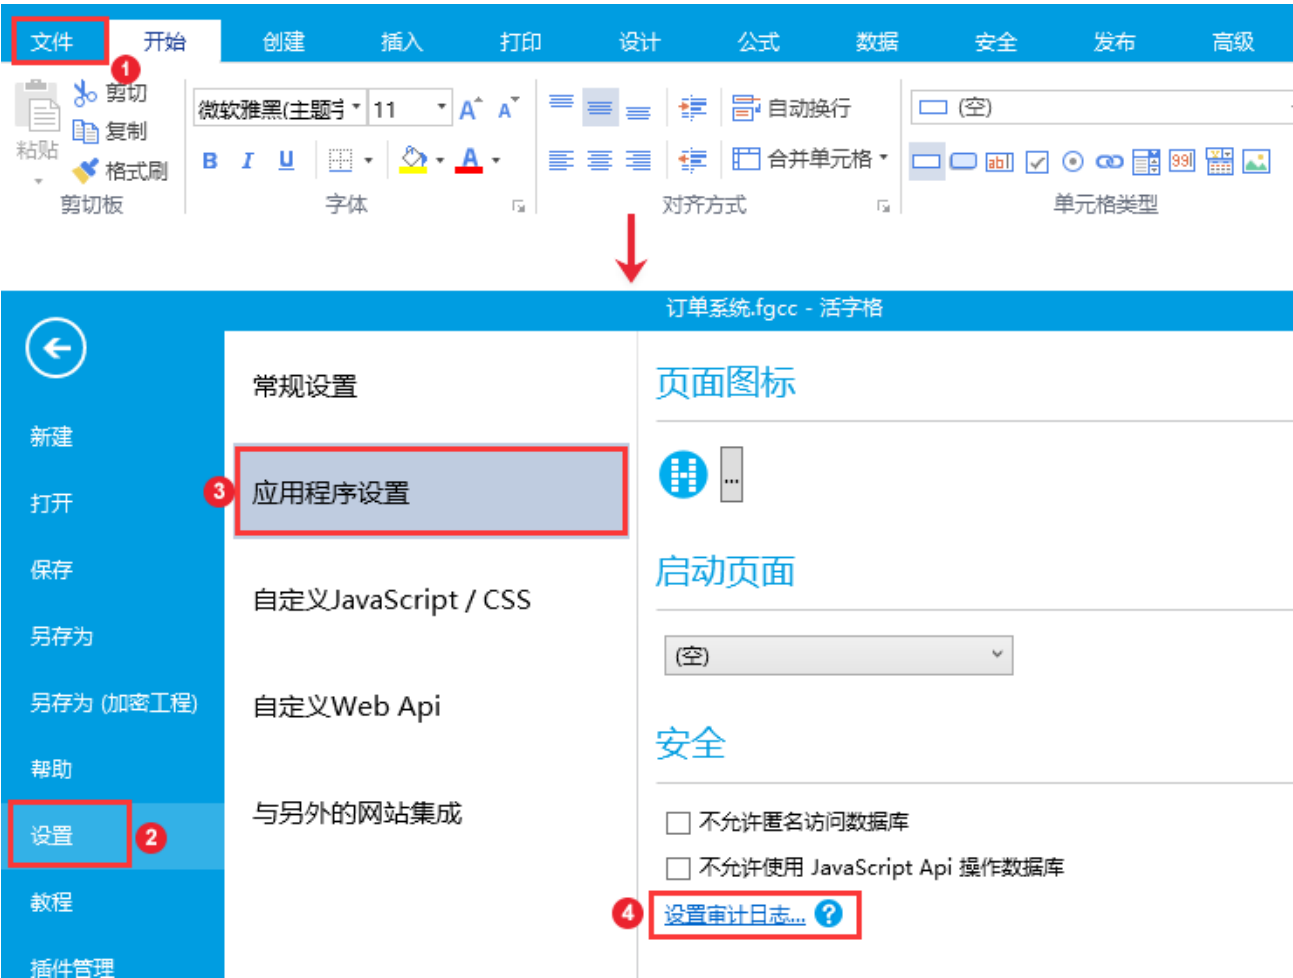 文件 开始 创建 插入 打印 设计 公式 数据 安全 发布 高级
1
剪切
复制
粘贴
格式刷
剪切板
微软雅黑(主题字 11 A A
B I U A
字体
自动换行
合并单元格
对齐方式
(空)
ab 99
单元格类型
订单系统.fgcc - 活字格
新建
打开
保存
另存为
另存为 (加密工程)
帮助
设置 2
教程
插件管理
常规设置
3 应用程序设置
自定义JavaScript / CSS
自定义Web Api
与另外的网站集成
页面图标
...
启动页面
(空)
安全
不允许匿名访问数据库
不允许使用 JavaScript Api 操作数据库
4 设置审计日志... ?